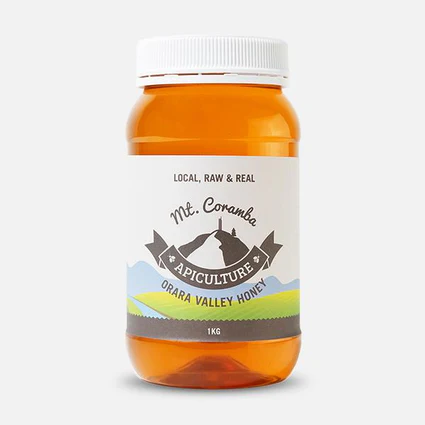 LOCAL, RAW & REAL
Mt. Coramba
APICULTURE
ORARA VALLEY HONEY
1KG